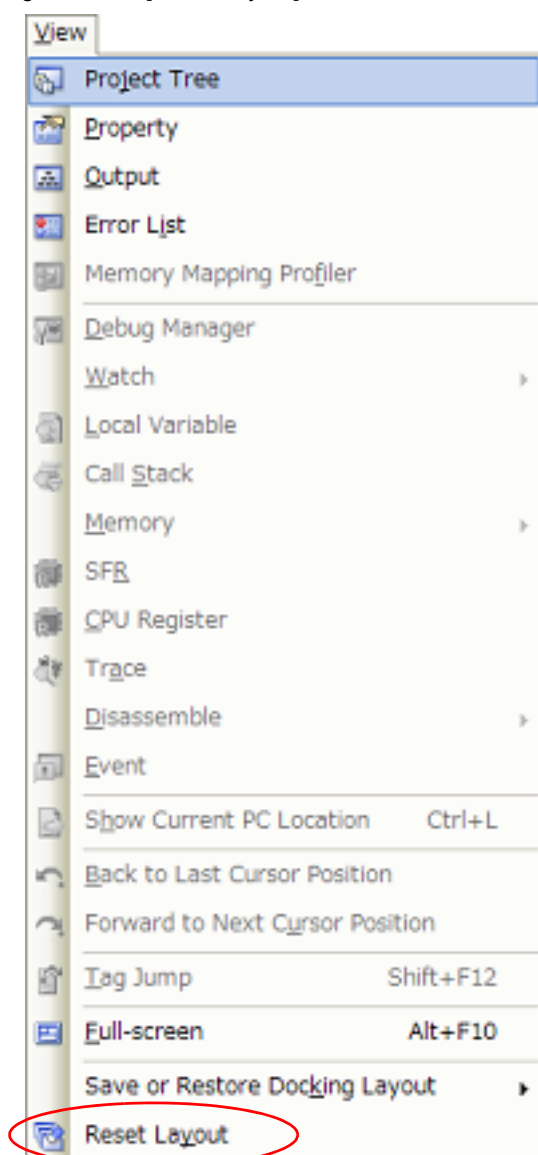 View
Project Tree
Property
Output
Error List
Memory Mapping Profiler
Debug Manager
Watch
Local Variable
Call Stack
Memory
SFR
CPU Register
Trace
Disassemble
Event
Show Current PC Location Ctrl+L
Back to Last Cursor Position
Forward to Next Cursor Position
Tag Jump Shift+F12
Full-screen Alt+F10
Save or Restore Docking Layout
Reset Layout